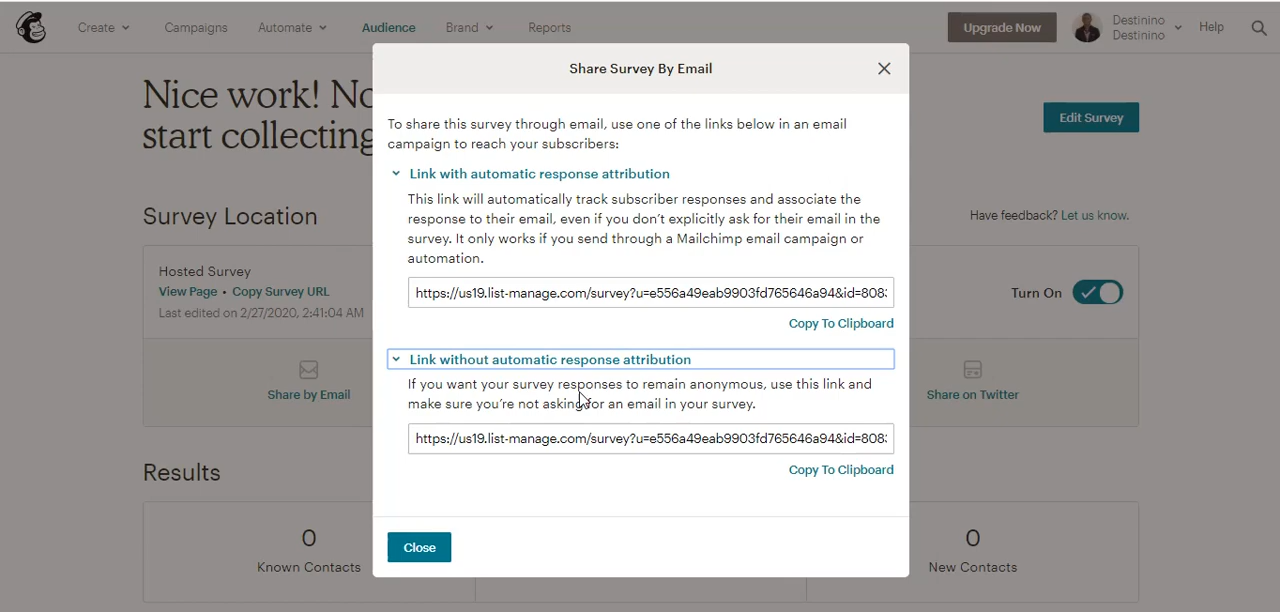 Create Campaigns Automate Audience Brand Reports Upgrade Now Destinino Destinino Help
Share Survey By Email
Nice work! No
start collecting
Edit Survey
To share this survey through email, use one of the links below in an email
campaign to reach your subscribers:
Link with automatic response attribution
This link will automatically track subscriber responses and associate the
response to their email, even if you don't explicitly ask for their email in the
survey. It only works if you send through a Mailchimp email campaign or
automation.
https://us19.list-manage.com/survey?u=e556a49eab9903fd765646a94&id=808
Copy To Clipboard
Link without automatic response attribution
If you want your survey responses to remain anonymous, use this link and
make sure you're not asking for an email in your survey.
https://us19.list-manage.com/survey?u=e556a49eab9903fd765646a94&id=808
Copy To Clipboard
Close
Survey Location
Have feedback? Let us know.
Hosted Survey
View Page • Copy Survey URL
Last edited on 2/27/2020, 2:41:04 AM
Turn On
Share by Email
Share on Twitter
Results
0
Known Contacts
0
New Contacts